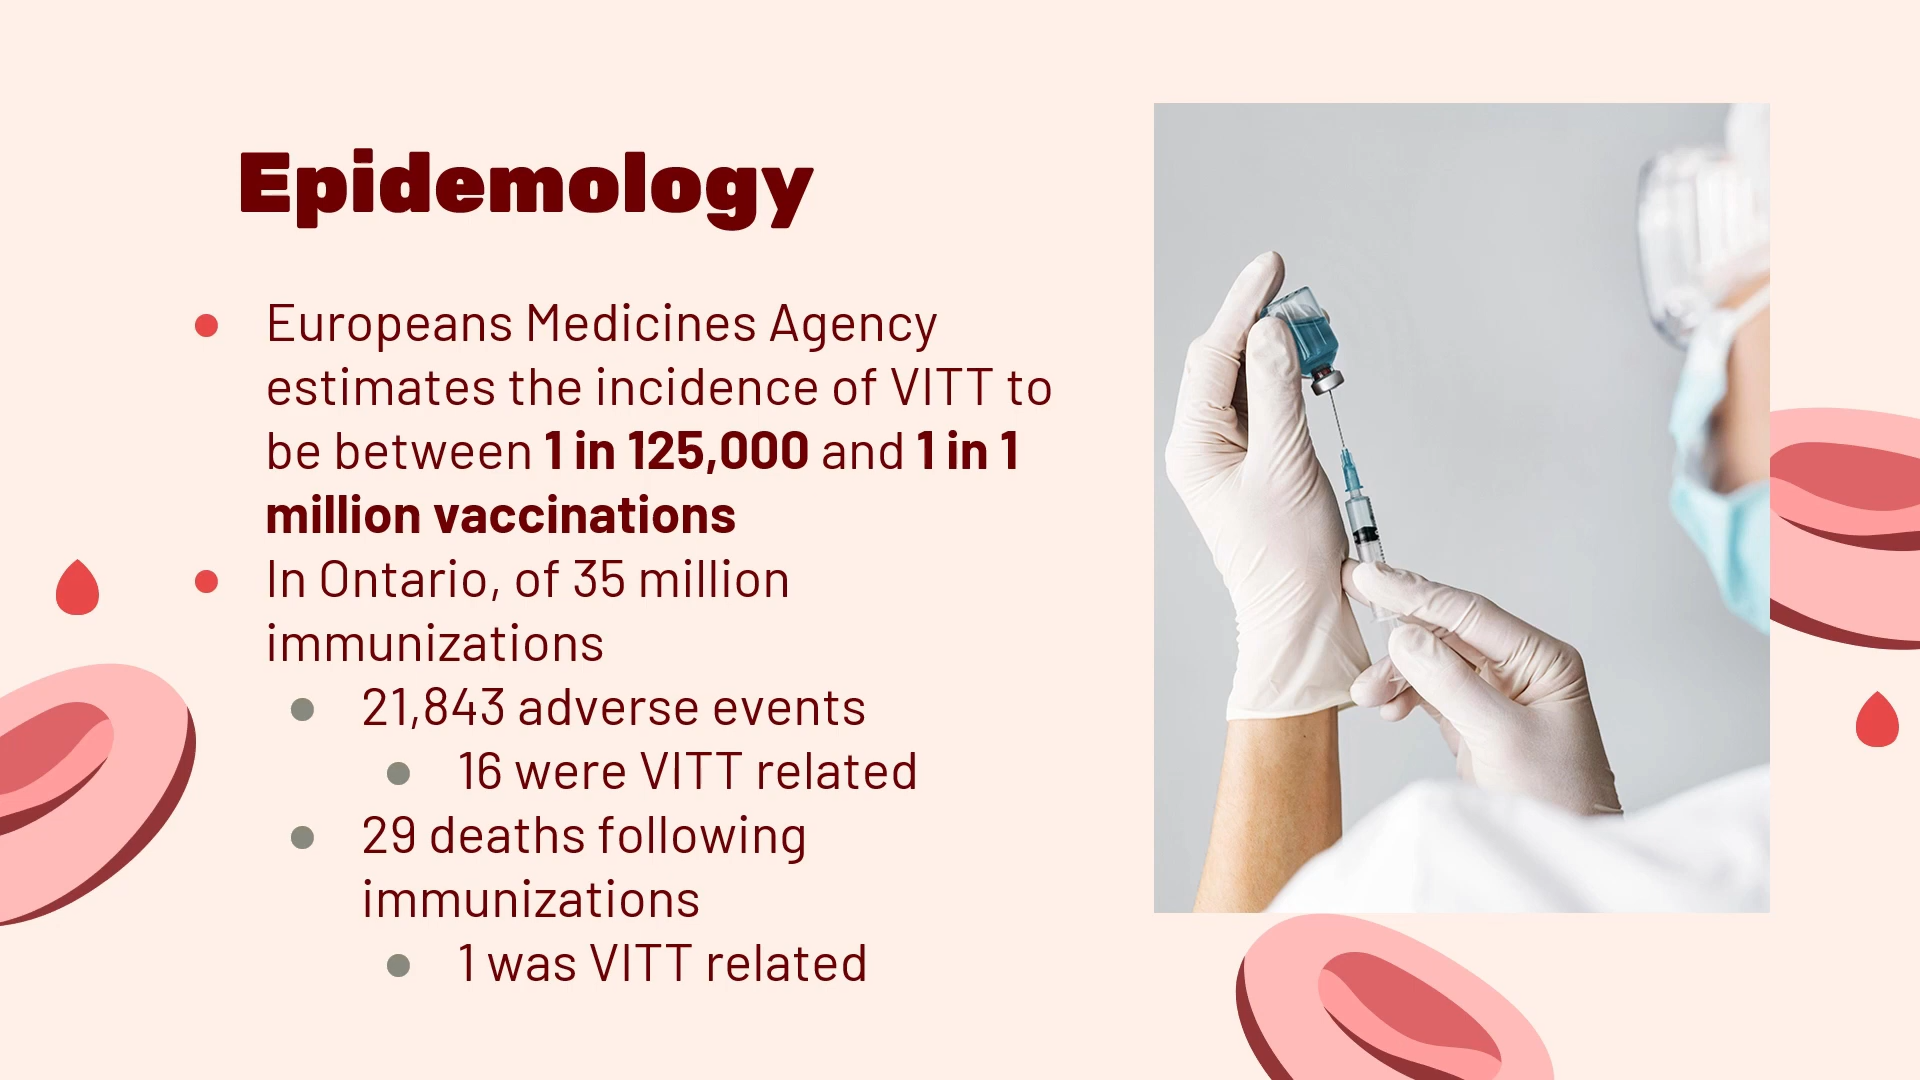 Epidemology
Europeans Medicines Agency
estimates the incidence of VITT to
be between 1 in 125,000 and 1 in 1
million vaccinations
In Ontario, of 35 million
immunizations
21,843 adverse events
16 were VITT related
29 deaths following
immunizations
1 was VITT related